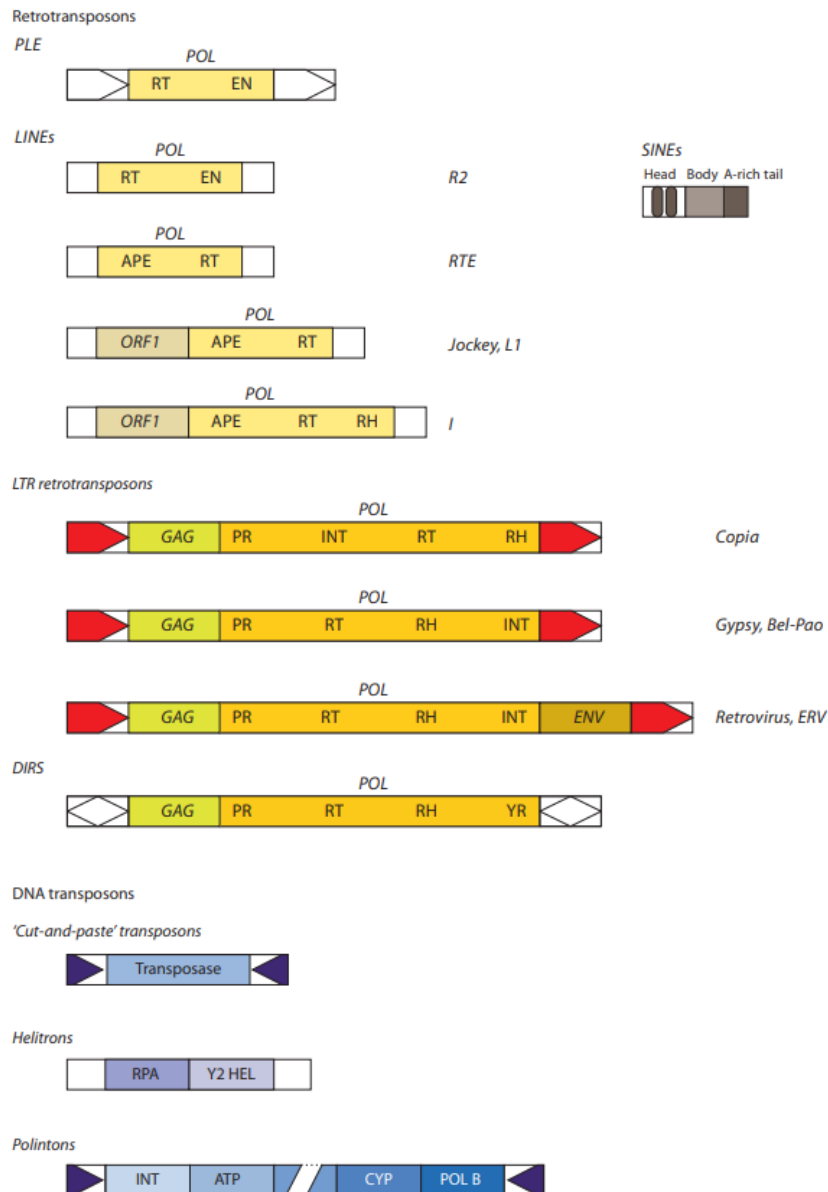 Retrotransposons
PLE
POL
RT EN
LINEs
POL
RT EN
R2
SINEs
Head Body A-rich tail
POL
APE RT
RTE
POL
ORF1 APE RT
Jockey, L1
POL
ORF1 APE RT RH
I
LTR retrotransposons
POL
GAG PR INT RT RH
Copia
POL
GAG PR RT RH INT
Gypsy, Bel-Pao
POL
GAG PR RT RH INT ENV
Retrovirus, ERV
DIRS
POL
GAG PR RT RH YR
DNA transposons
'Cut-and-paste' transposons
Transposase
Helitrons
RPA Y2 HEL
Polintons
INT ATP CYP POL B